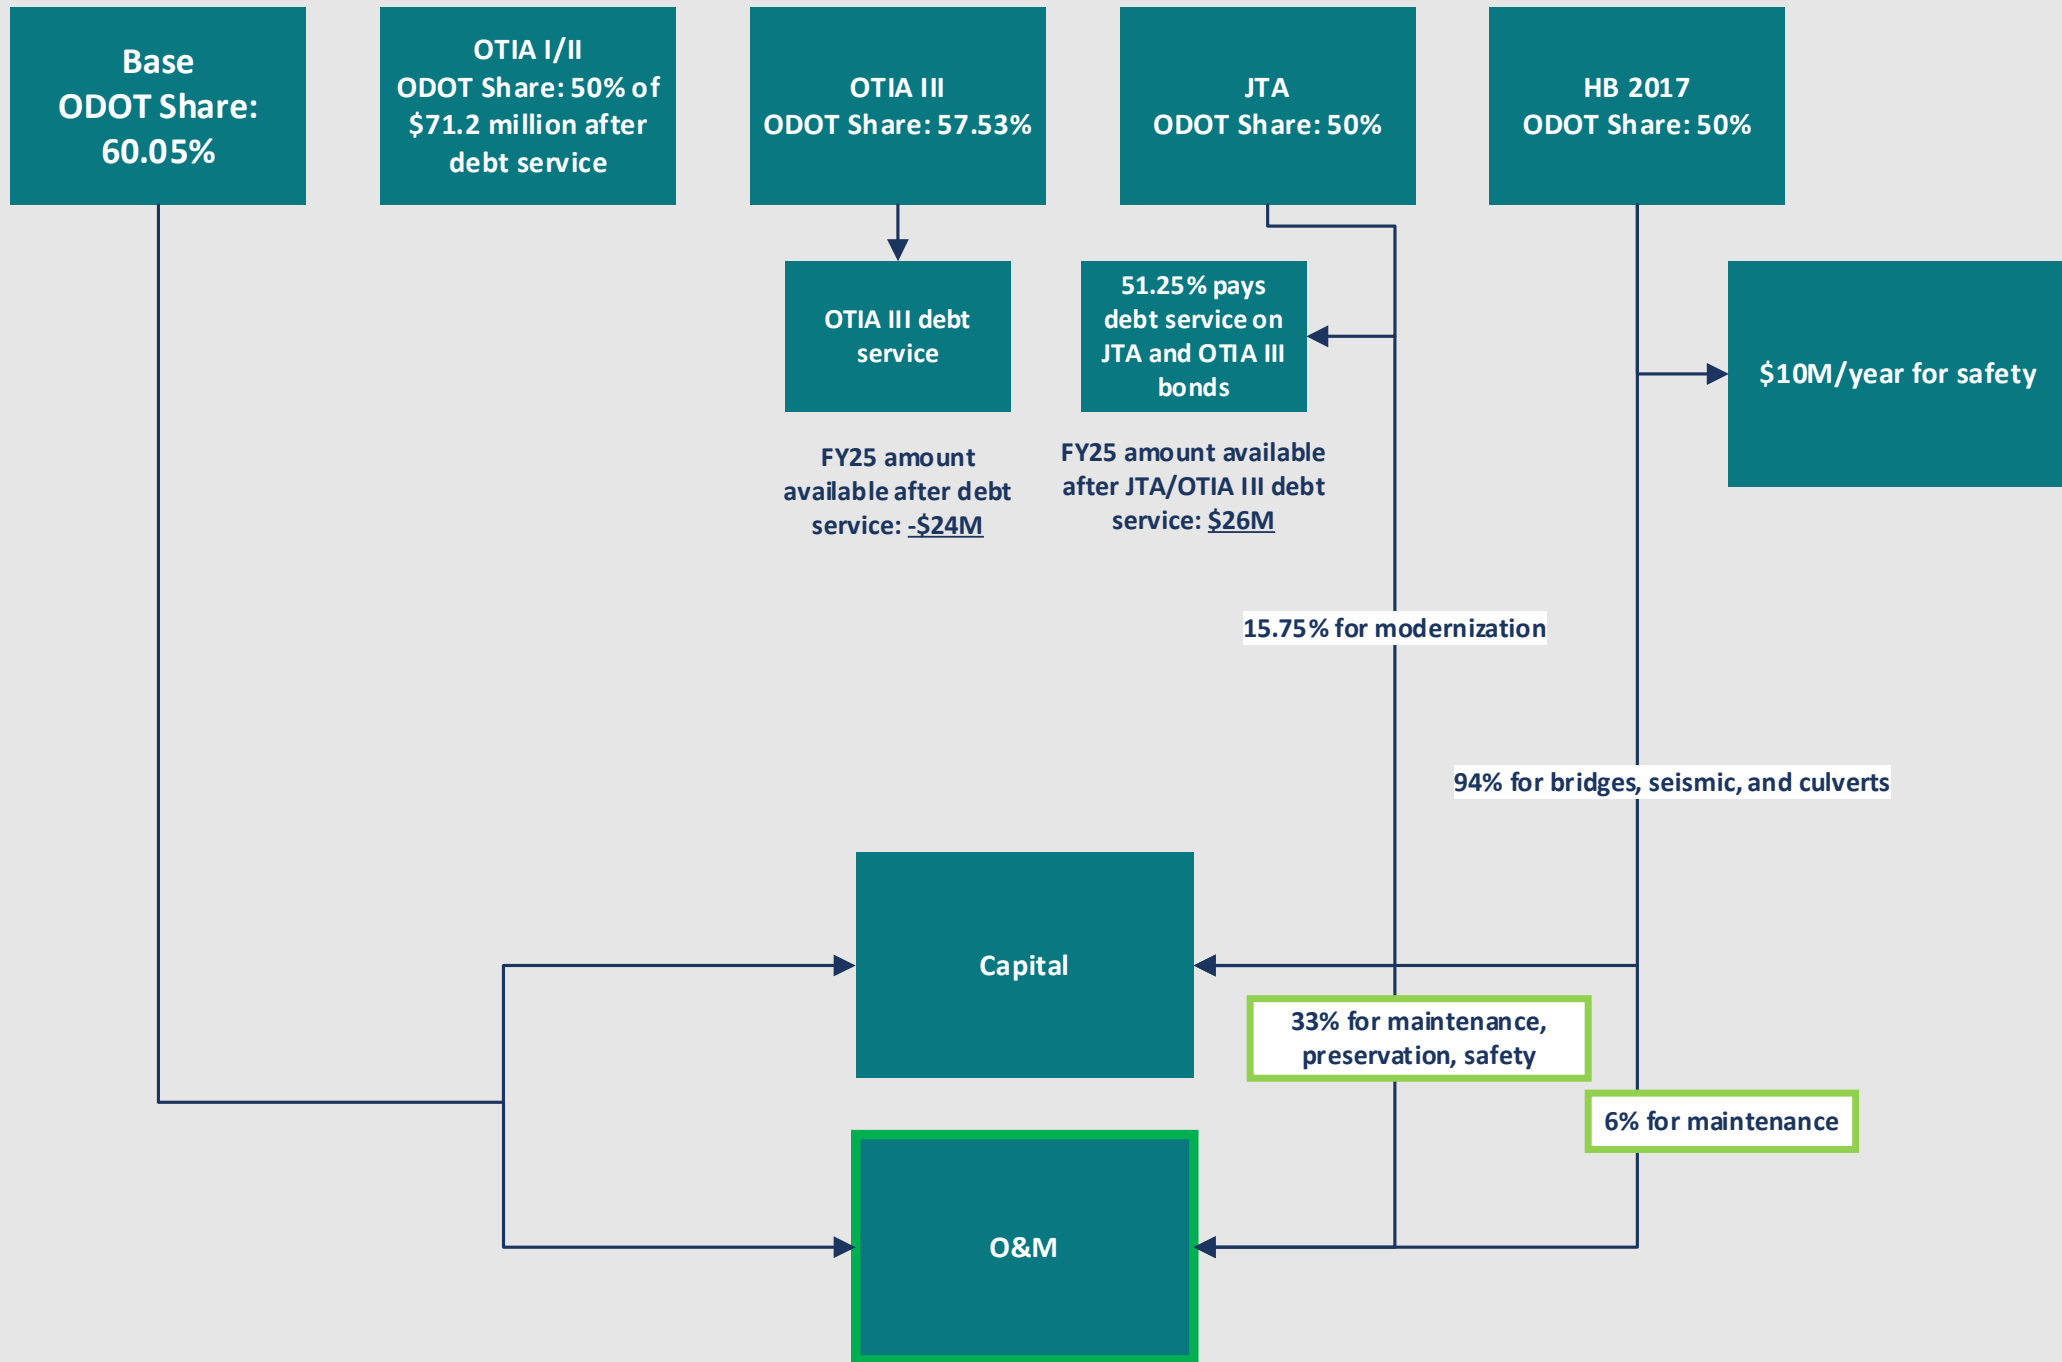 Base
ODOT Share:
60.05%
OTIA I/II
ODOT Share: 50% of
$71.2 million after
debt service
OTIA III
ODOT Share: 57.53%
JTA
ODOT Share: 50%
HB 2017
ODOT Share: 50%
OTIA III debt
service
51.25% pays
debt service on
JTA and OTIA III
bonds
$10M/year for safety
FY25 amount
available after debt
service: -$24M
FY25 amount available
after JTA/OTIA III debt
service: $26M
15.75% for modernization
94% for bridges, seismic, and culverts
Capital
33% for maintenance,
preservation, safety
6% for maintenance
O&M